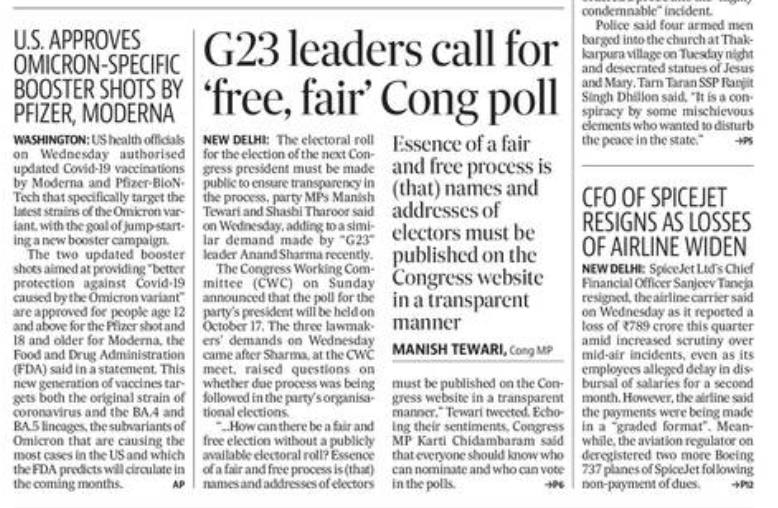 U.S. APPROVES
OMICRON-SPECIFIC
BOOSTER SHOTS BY
PFIZER, MODERNA
WASHINGTON: US health officials
on Wednesday authorised
updated Covid-19 vaccinations
by Moderna and Pfizer-BioN-
Tech that specifically target the
latest strains of the Omicron var-
iant, with the goal of jump-start-
ing a new booster campaign.
The two updated booster
shots aimed at providing “better
protection against Covid-19
caused by the Omicron variant”
are approved for people age 12
and above for the Pfizer shot and
18 and older for Moderna, the
Food and Drug Administration
(FDA) said in a statement. This
new generation of vaccines tar-
gets both the original strain of
coronavirus and the BA.4 and
BA.5 lineages, the subvariants of
Omicron that are causing the
most cases in the US and which
the FDA predicts will circulate in
the coming months. AP
G23 leaders call for
‘free, fair’ Cong poll
NEW DELHI: The electoral roll
for the election of the next Con-
gress president must be made
public to ensure transparency in
the process, party MPs Manish
Tewari and Shashi Tharoor said
on Wednesday, adding to a simi-
lar demand made by “G23”
leader Anand Sharma recently.
The Congress Working Com-
mittee (CWC) on Sunday
announced that the poll for the
party’s president will be held on
October 17. The three lawmak-
ers’ demands on Wednesday
came after Sharma, at the CWC
meet, raised questions on
whether due process was being
followed in the party’s organisa-
tional elections.
“...How can there be a fair and
free election without a publicly
available electoral roll? Essence
of a fair and free process is (that)
names and addresses of electors
Essence of a fair
and free process is
(that) names and
addresses of
electors must be
published on the
Congress website
in a transparent
manner
MANISH TEWARI, Cong MP
must be published on the Con-
gress website in a transparent
manner,” Tewari tweeted. Echo-
ing their sentiments, Congress
MP Karti Chidambaram said
that everyone should know who
can nominate and who can vote
in the polls. →P6
condemnable” incident.
Police said four armed men
barged into the church at Thak-
karpura village on Tuesday night
and desecrated statues of Jesus
and Mary. Tarn Taran SSP Ranjit
Singh Dhillon said, “It is a con-
spiracy by some mischievous
elements who wanted to disturb
the peace in the state.” →P5
CFO OF SPICEJET
RESIGNS AS LOSSES
OF AIRLINE WIDEN
NEW DELHI: SpiceJet Ltd’s Chief
Financial Officer Sanjeev Taneja
resigned, the airline carrier said
on Wednesday as it reported a
loss of ₹789 crore this quarter
amid increased scrutiny over
mid-air incidents, even as its
employees alleged delay in dis-
bursal of salaries for a second
month. However, the airline said
the payments were being made
in a “graded format”. Mean-
while, the aviation regulator on
deregistered two more Boeing
737 planes of SpiceJet following
non-payment of dues. →P12